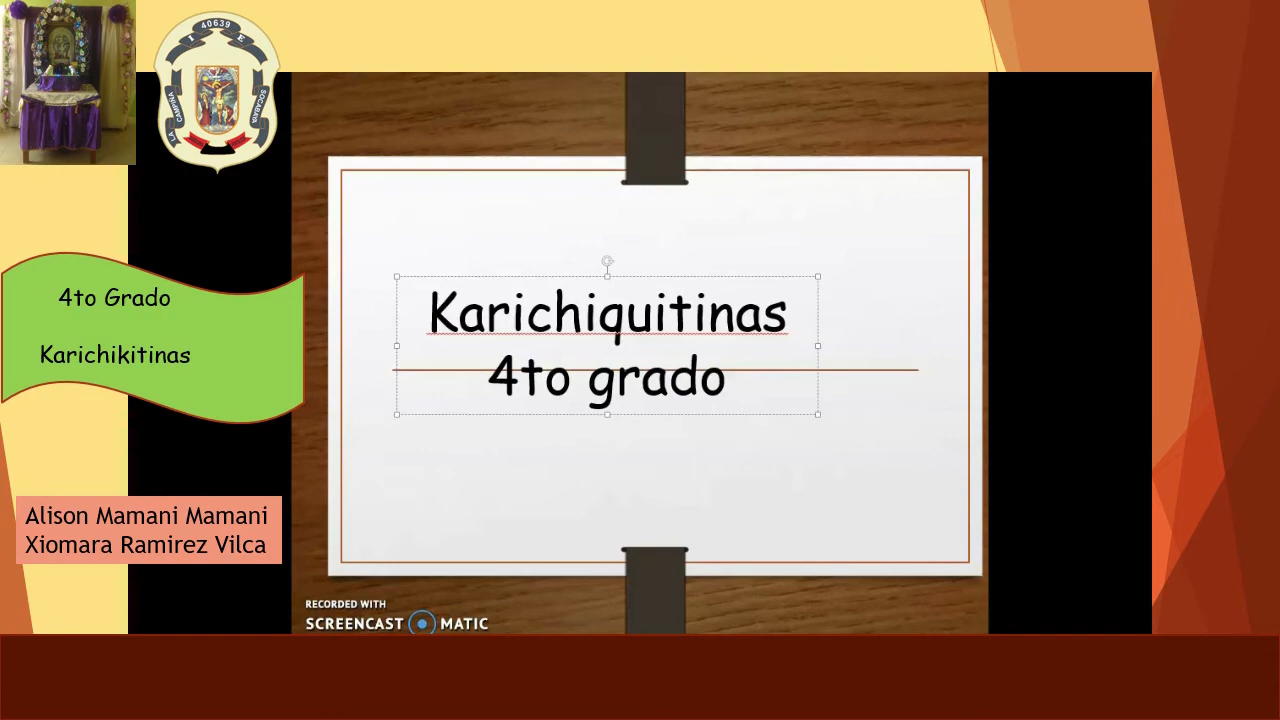 40639
I E
LA CAMPIÑA SOCABAYA
4to Grado
Karichikitinas
Alison Mamani Mamani
Xiomara Ramirez Vilca
Karichiquitinas
4to grado
RECORDED WITH
SCREENCAST MATIC